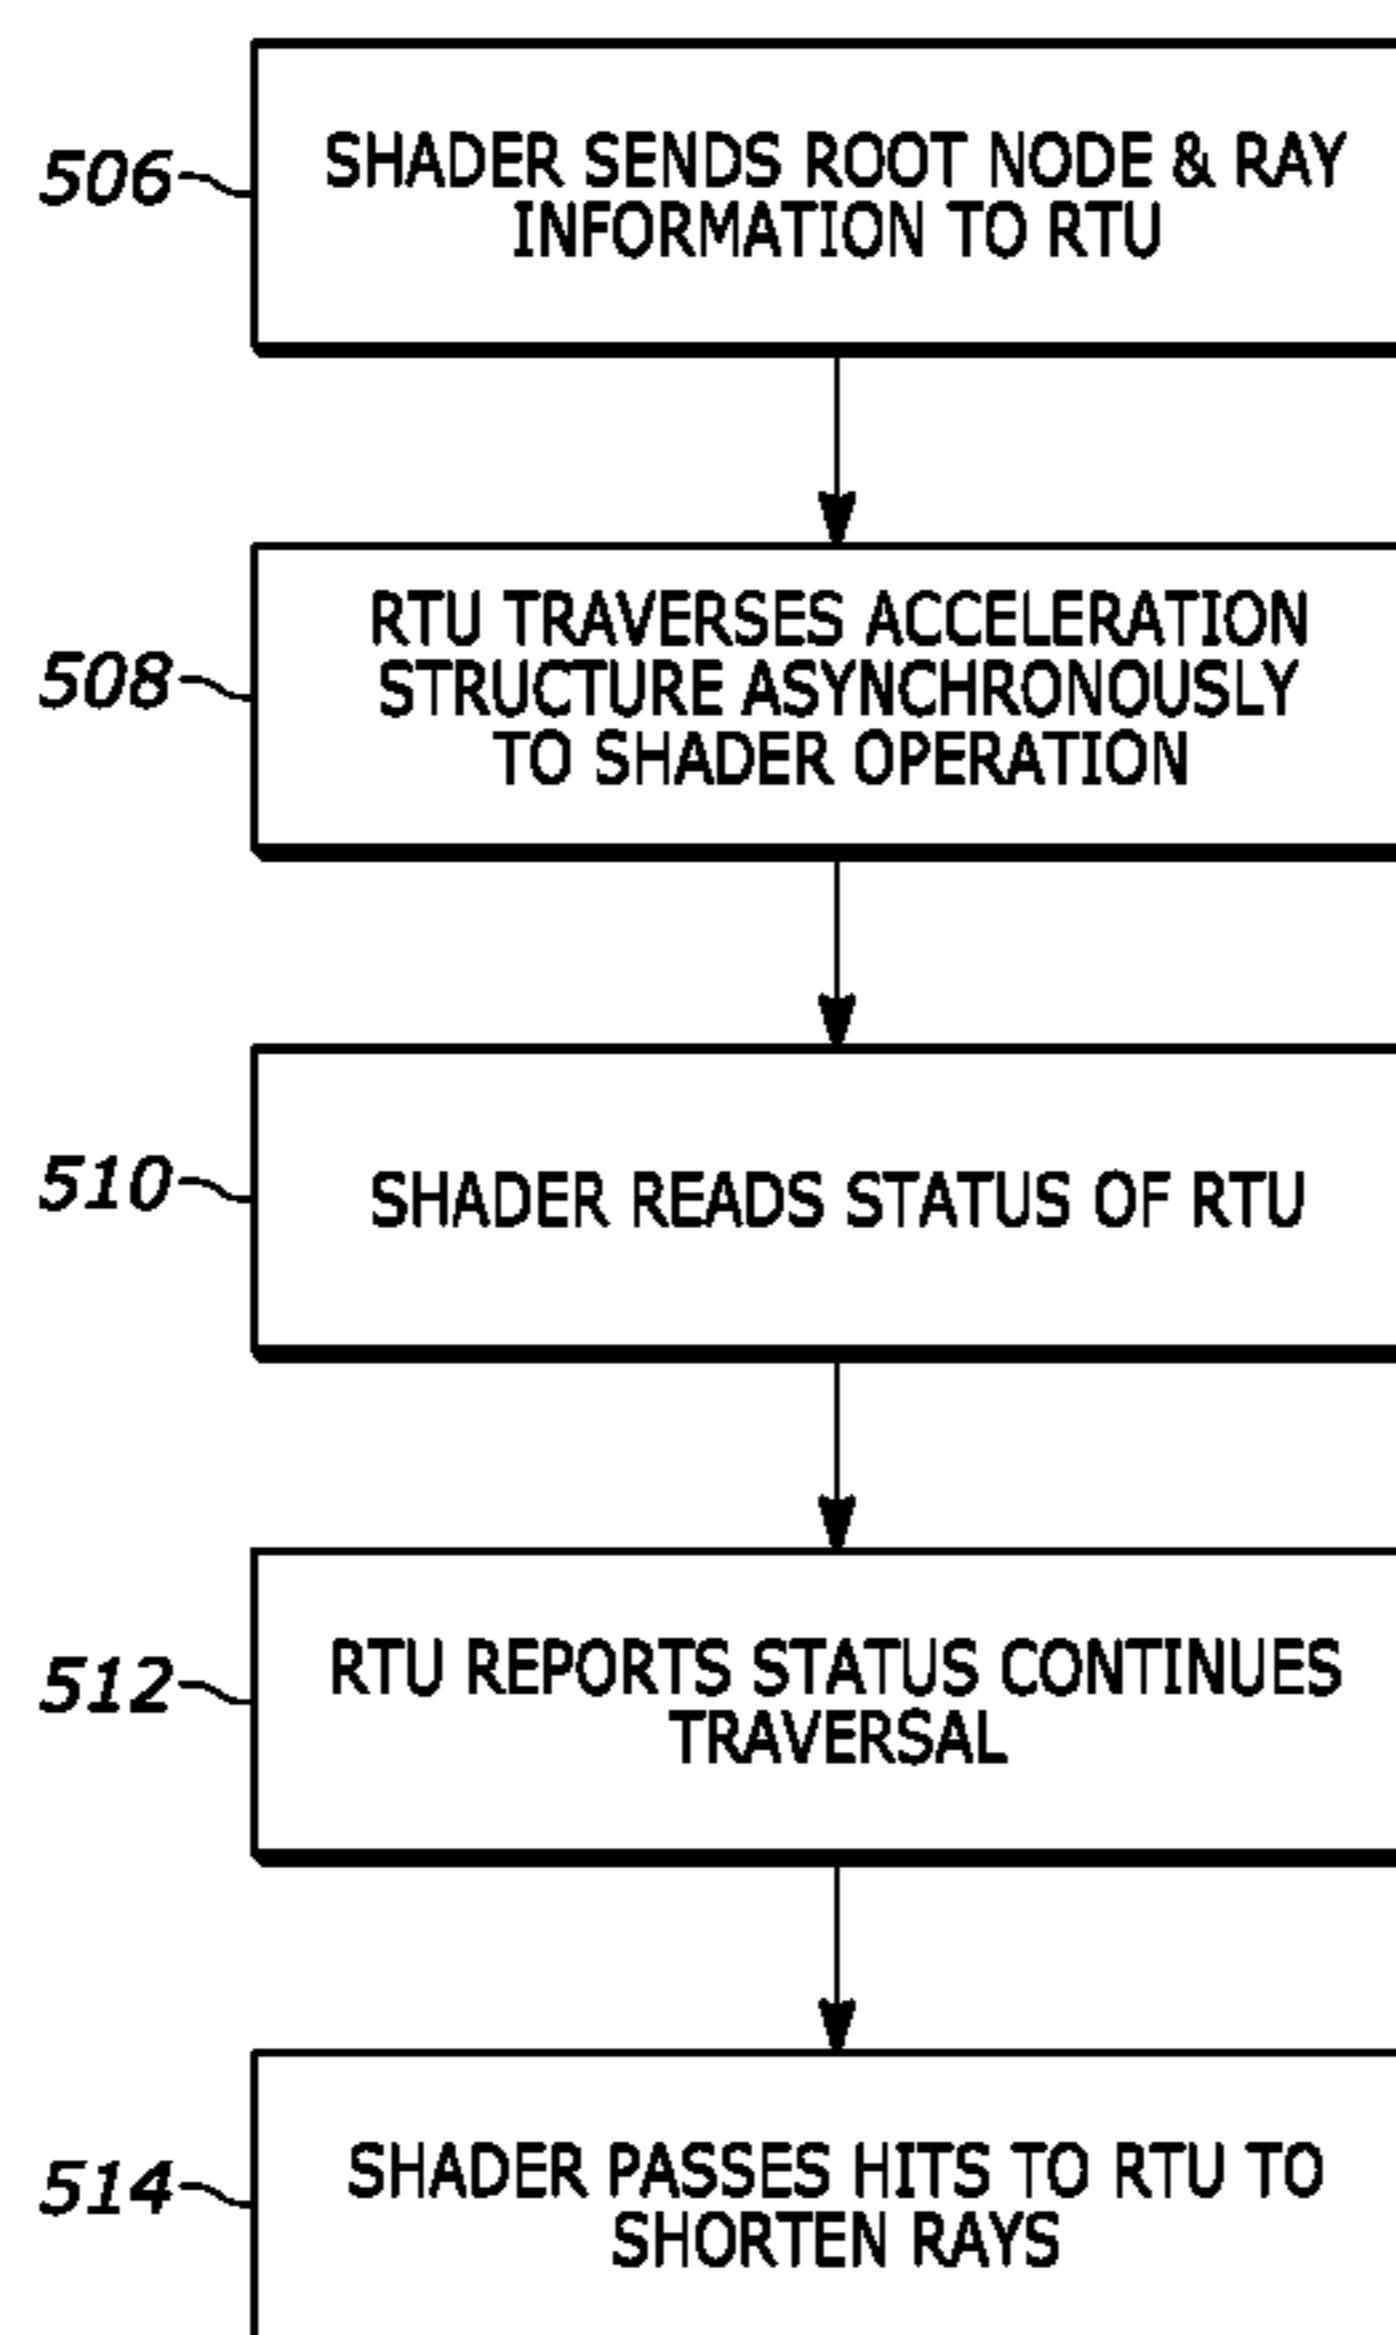 506
SHADER SENDS ROOT NODE & RAY
INFORMATION TO RTU
508
RTU TRAVERSES ACCELERATION
STRUCTURE ASYNCHRONOUSLY
TO SHADER OPERATION
510
SHADER READS STATUS OF RTU
512
RTU REPORTS STATUS CONTINUES
TRAVERSAL
514
SHADER PASSES HITS TO RTU TO
SHORTEN RAYS